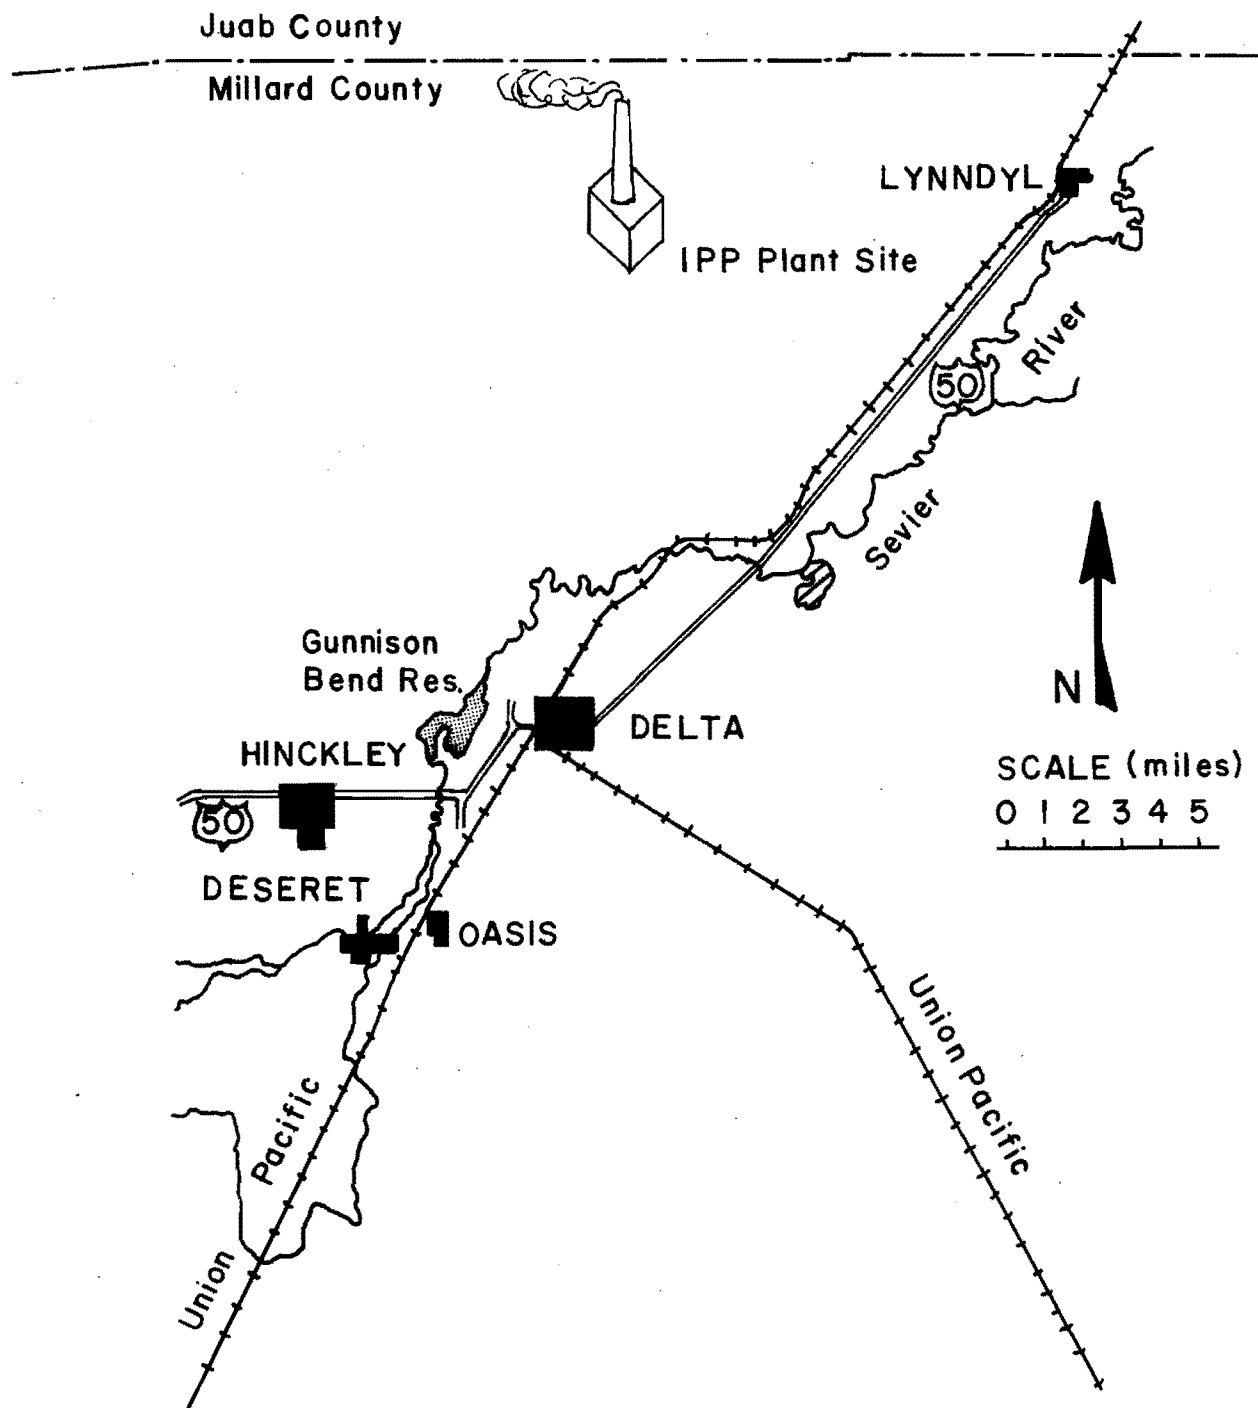 Juab County
Millard County
LYNNDYL
IPP Plant Site
River
50
Sevier
Gunnison
Bend Res.
N
DELTA
HINCKLEY
SCALE (miles)
0 1 2 3 4 5
50
DESERET
OASIS
Union Pacific
Union Pacific